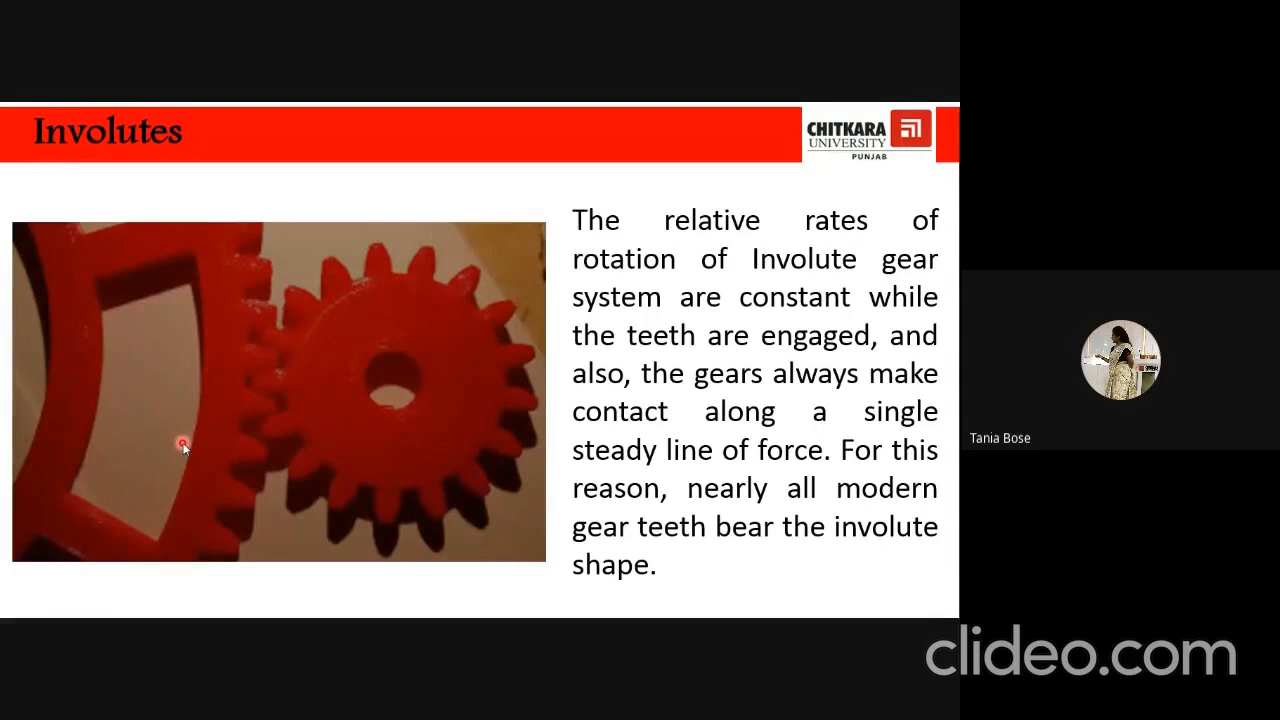 Involutes
CHITKARA
UNIVERSITY
PUNJAB
The relative rates of
rotation of Involute gear
system are constant while
the teeth are engaged, and
also, the gears always make
contact along a single
steady line of force. For this
reason, nearly all modern
gear teeth bear the involute
shape.
Tania Bose
clideo.com